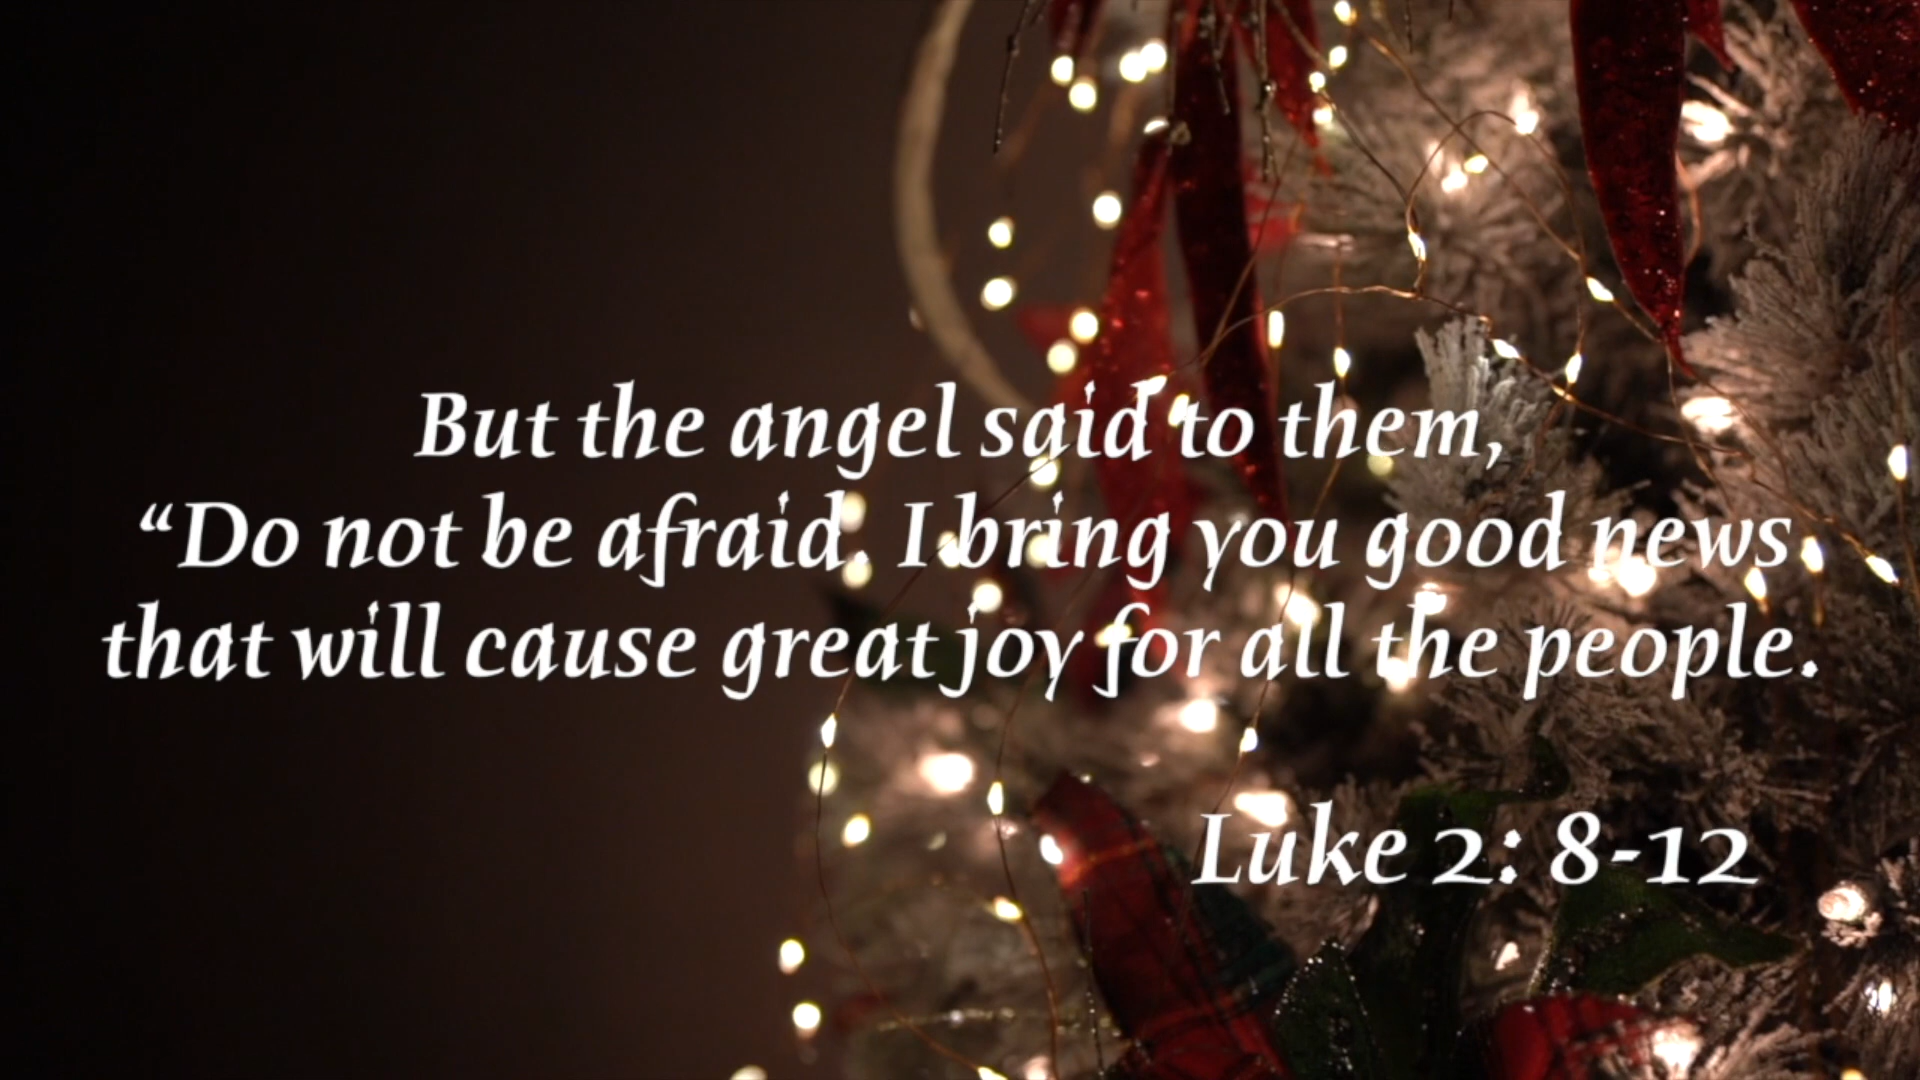 But the angel said to them,
“Do not be afraid. I bring you good news
that will cause great joy for all the people.
Luke 2: 8-12